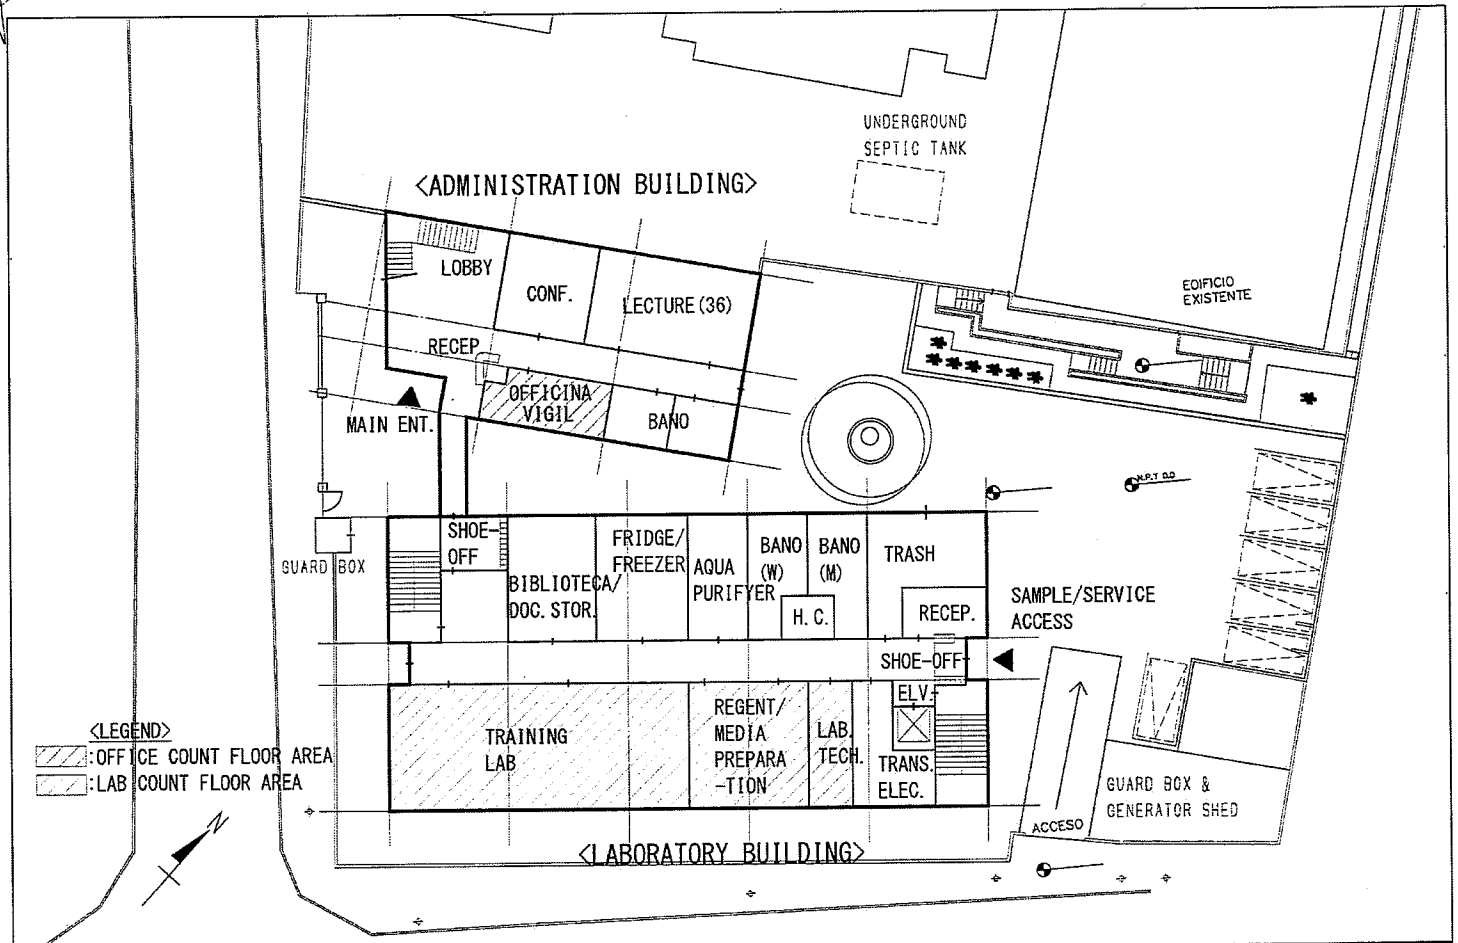 UNDERGROUND
SEPTIC TANK
<ADMINISTRATION BUILDING>
LOBBY
CONF.
LECTURE(36)
EDIFICIO
EXISTENTE
RECEP
OFFICINA
VIGIL
BANO
MAIN ENT.
N.P.T 0.0
GUARD BOX
SHOE-
OFF
BIBLIOTECA/
DOC. STOR.
FRIDGE/
FREEZER
AQUA
PURIFYER
BANO
(W)
BANO
(M)
H.C.
TRASH
RECEP.
SAMPLE/SERVICE
ACCESS
SHOE-OFF
ELV.
TRAINING
LAB
REGENT/
MEDIA
PREPARA
-TION
LAB.
TECH.
TRANS.
ELEC.
<LEGEND>
:OFFICE COUNT FLOOR AREA
:LAB COUNT FLOOR AREA
GUARD BOX &
GENERATOR SHED
ACCESO
<LABORATORY BUILDING>
N